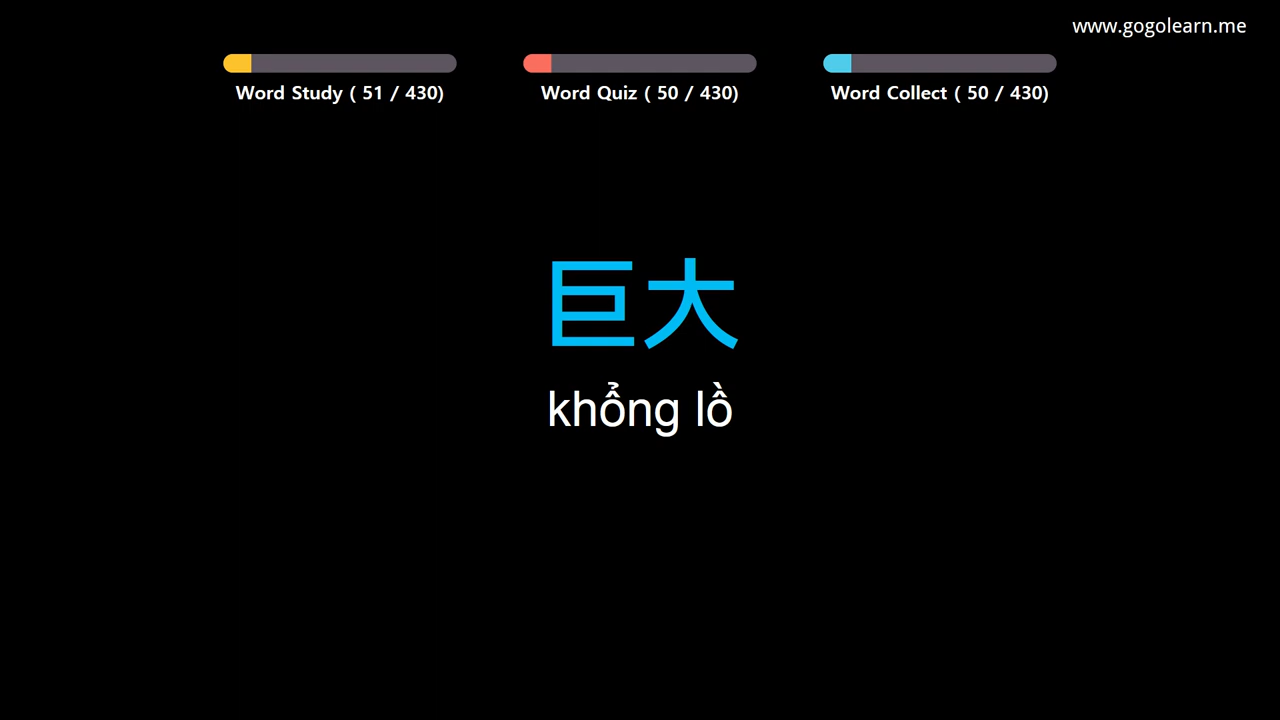 www.gogolearn.me
Word Study ( 51 / 430)
Word Quiz ( 50 / 430)
Word Collect ( 50 / 430)
巨大
khổng lồ